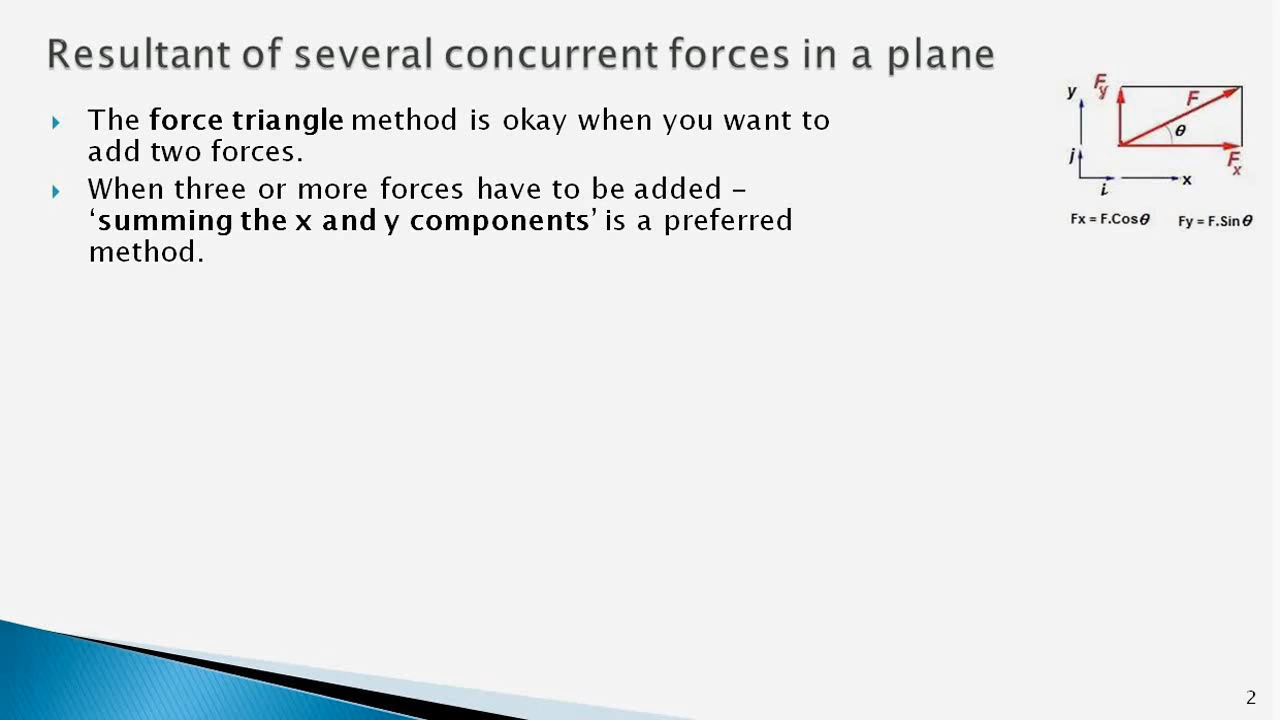 Resultant of several concurrent forces in a plane
The force triangle method is okay when you want to
add two forces.
When three or more forces have to be added –
‘summing the x and y components’ is a preferred
method.
y
Fy
F
θ
j
Fx
i
x
Fx = F.Cosθ
Fy = F.Sinθ
2